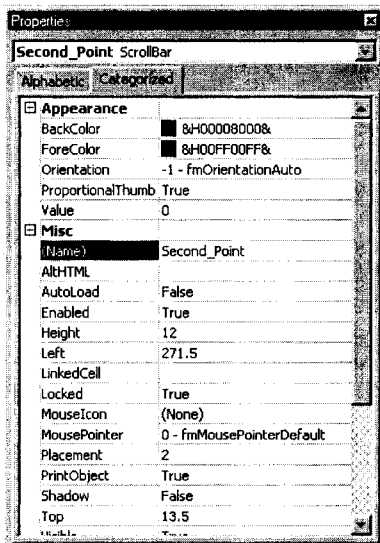 Properties
Second_Point ScrollBar
Alphabetic Categorized
Appearance
BackColor &H00008000&
ForeColor &H00FF00FF&
Orientation -1 - fmOrientationAuto
ProportionalThumb True
Value 0
Misc
(Name) Second_Point
AltHTML
AutoLoad False
Enabled True
Height 12
Left 271.5
LinkedCell
Locked True
MouseIcon (None)
MousePointer 0 - fmMousePointerDefault
Placement 2
PrintObject True
Shadow False
Top 13.5